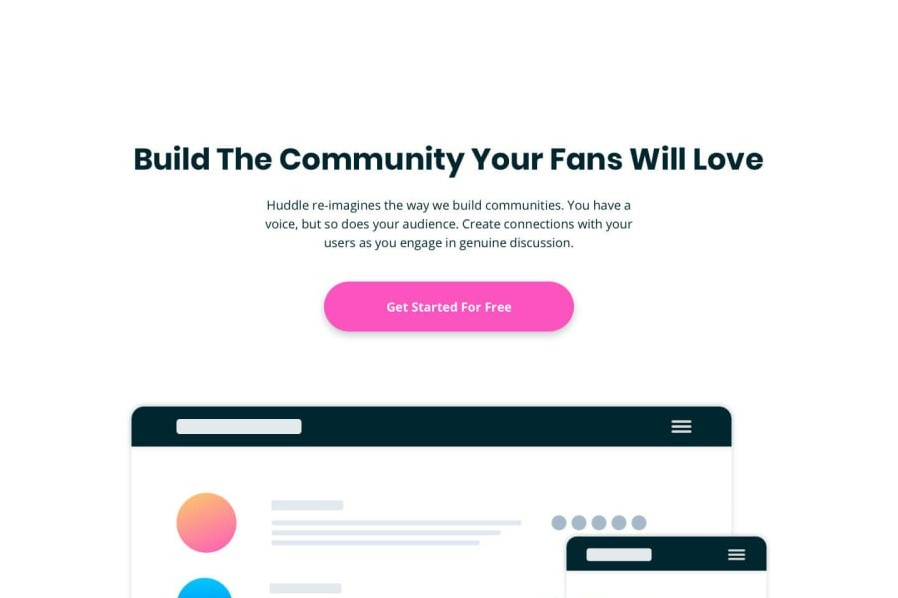 Build The Community Your Fans Will Love
Huddle re-imagines the way we build communities. You have a
voice, but so does your audience. Create connections with your
users as you engage in genuine discussion.
Get Started For Free